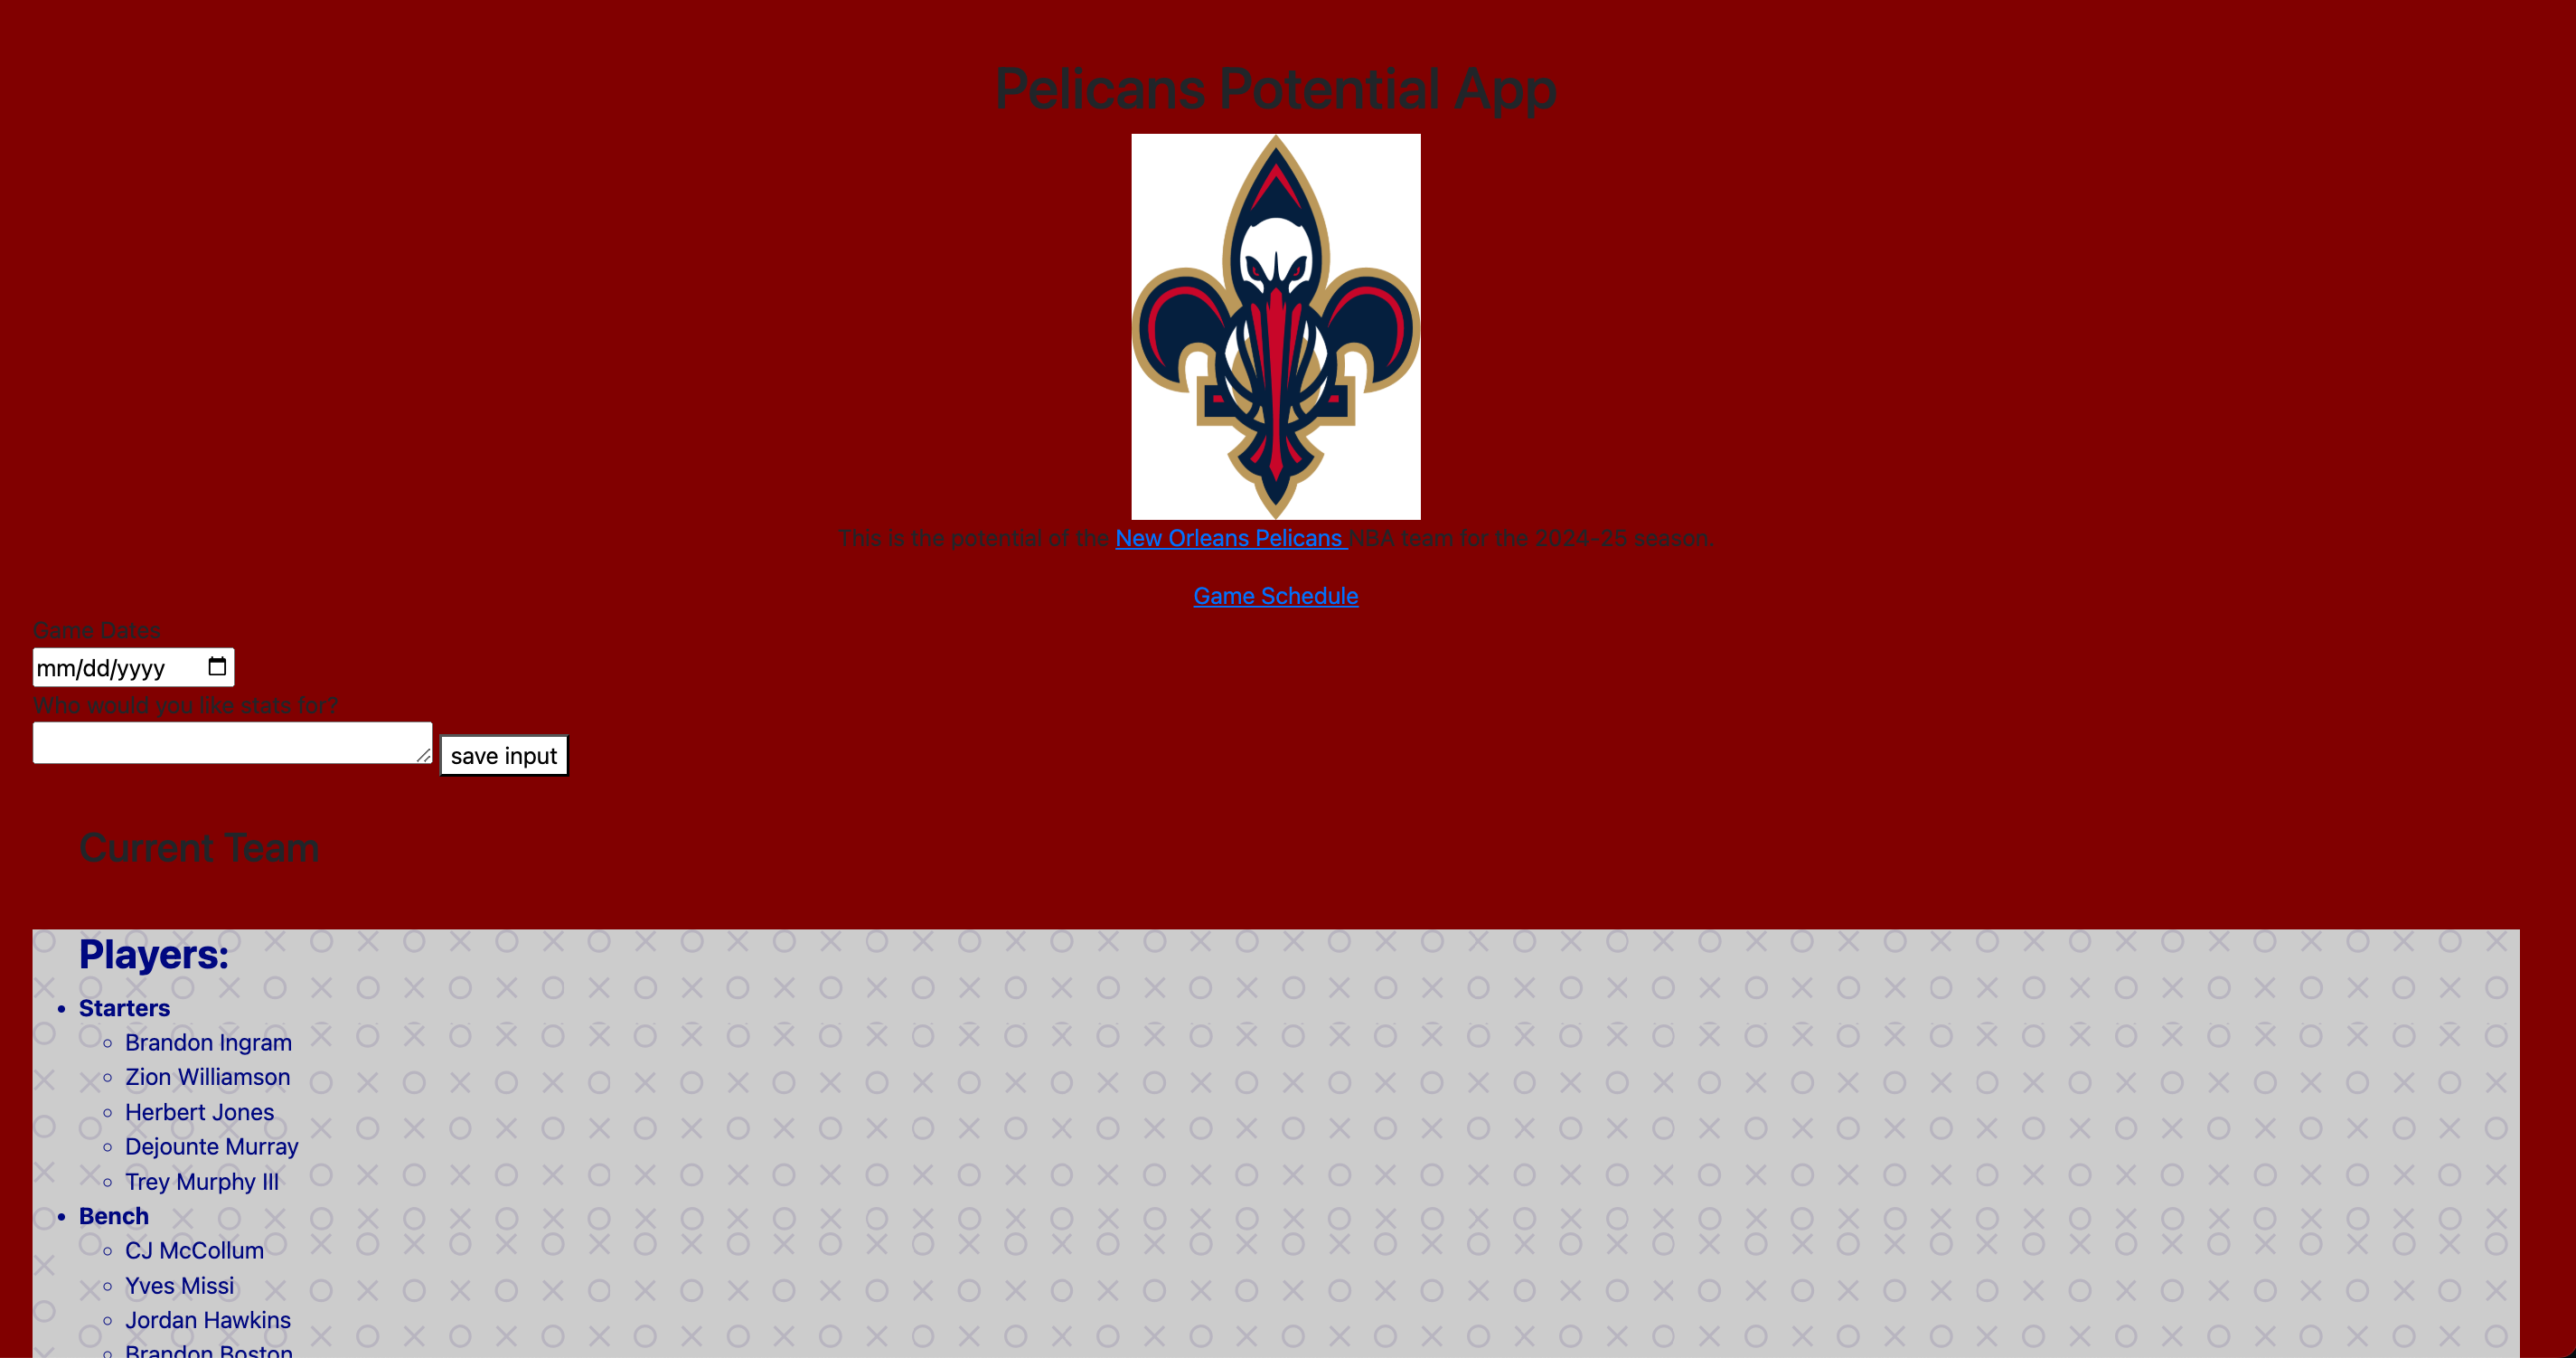 Pelicans Potential App
This is the potential of the New Orleans Pelicans NBA team for the 2024-25 season.
Game Schedule
Game Dates
mm/dd/yyyy
Who would you like stats for?
save input
Current Team
Players:
Starters
Brandon Ingram
Zion Williamson
Herbert Jones
Dejounte Murray
Trey Murphy III
Bench
CJ McCollum
Yves Missi
Jordan Hawkins
Brandon Boston